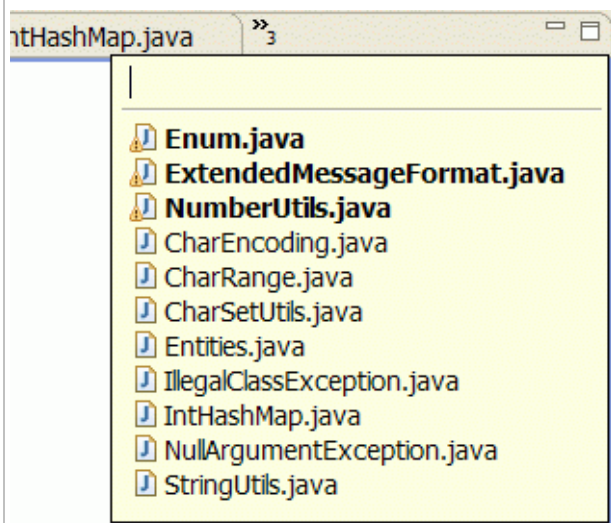 ntHashMap.java
»3
Enum.java
ExtendedMessageFormat.java
NumberUtils.java
CharEncoding.java
CharRange.java
CharSetUtils.java
Entities.java
IllegalClassException.java
IntHashMap.java
NullArgumentException.java
StringUtils.java